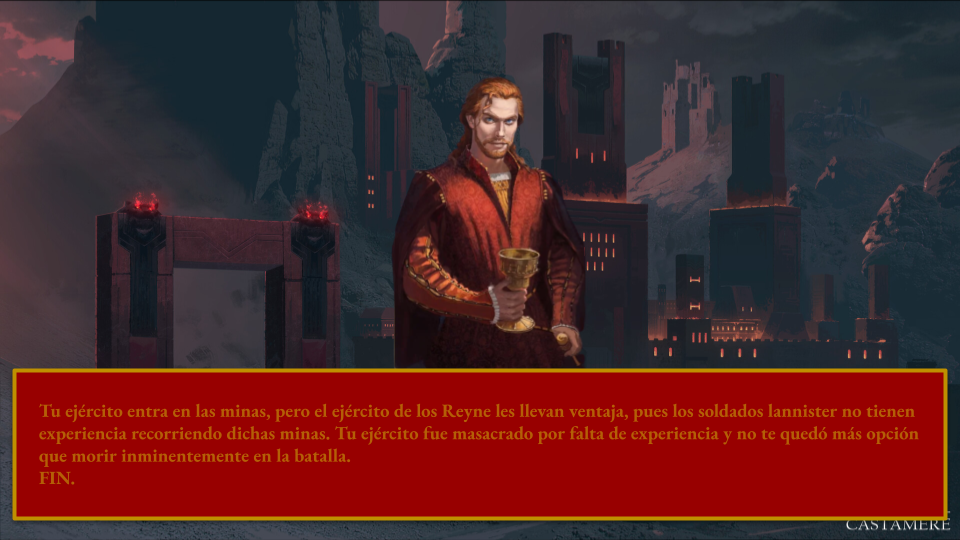 Tu ejército entra en las minas, pero el ejército de los Reyne les llevan ventaja, pues los soldados lannister no tienen
experiencia recorriendo dichas minas. Tu ejército fue masacrado por falta de experiencia y no te quedó más opción
que morir inminentemente en la batalla.
FIN.
CASTAMERE